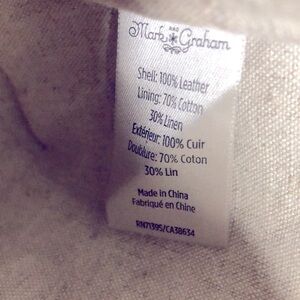 Mark AND Graham
Shell: 100% Leather
Lining: 70% Cotton
30% Linen
Extérieur: 100% Cuir
Doublure: 70% Coton
30% Lin
Made in China
Fabriqué en Chine
RN71395/CA38634